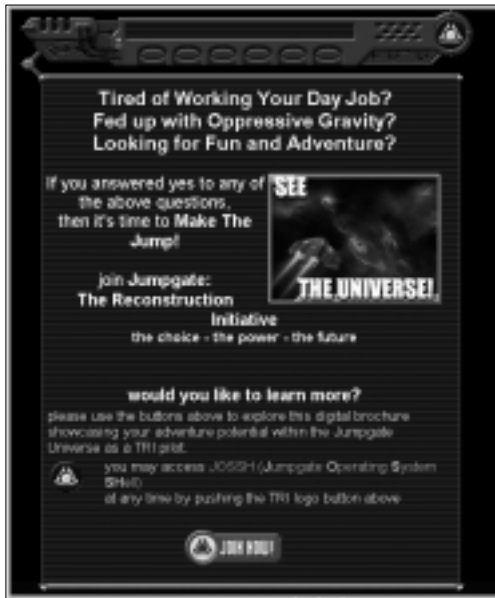 Tired of Working Your Day Job?
Fed up with Oppressive Gravity?
Looking for Fun and Adventure?
If you answered yes to any of
the above questions,
then it's time to Make The
Jump!
SEE
THE UNIVERSE!
join Jumpgate:
The Reconstruction
Initiative
the choice - the power - the future
would you like to learn more?
please use the buttons above to explore this digital brochure
showcasing your adventure potential within the Jumpgate
Universe as a TRI pilot.
you may access JOSSH (Jumpgate Operating System
SHell)
at any time by pushing the TRI logo button above
JOIN NOW!